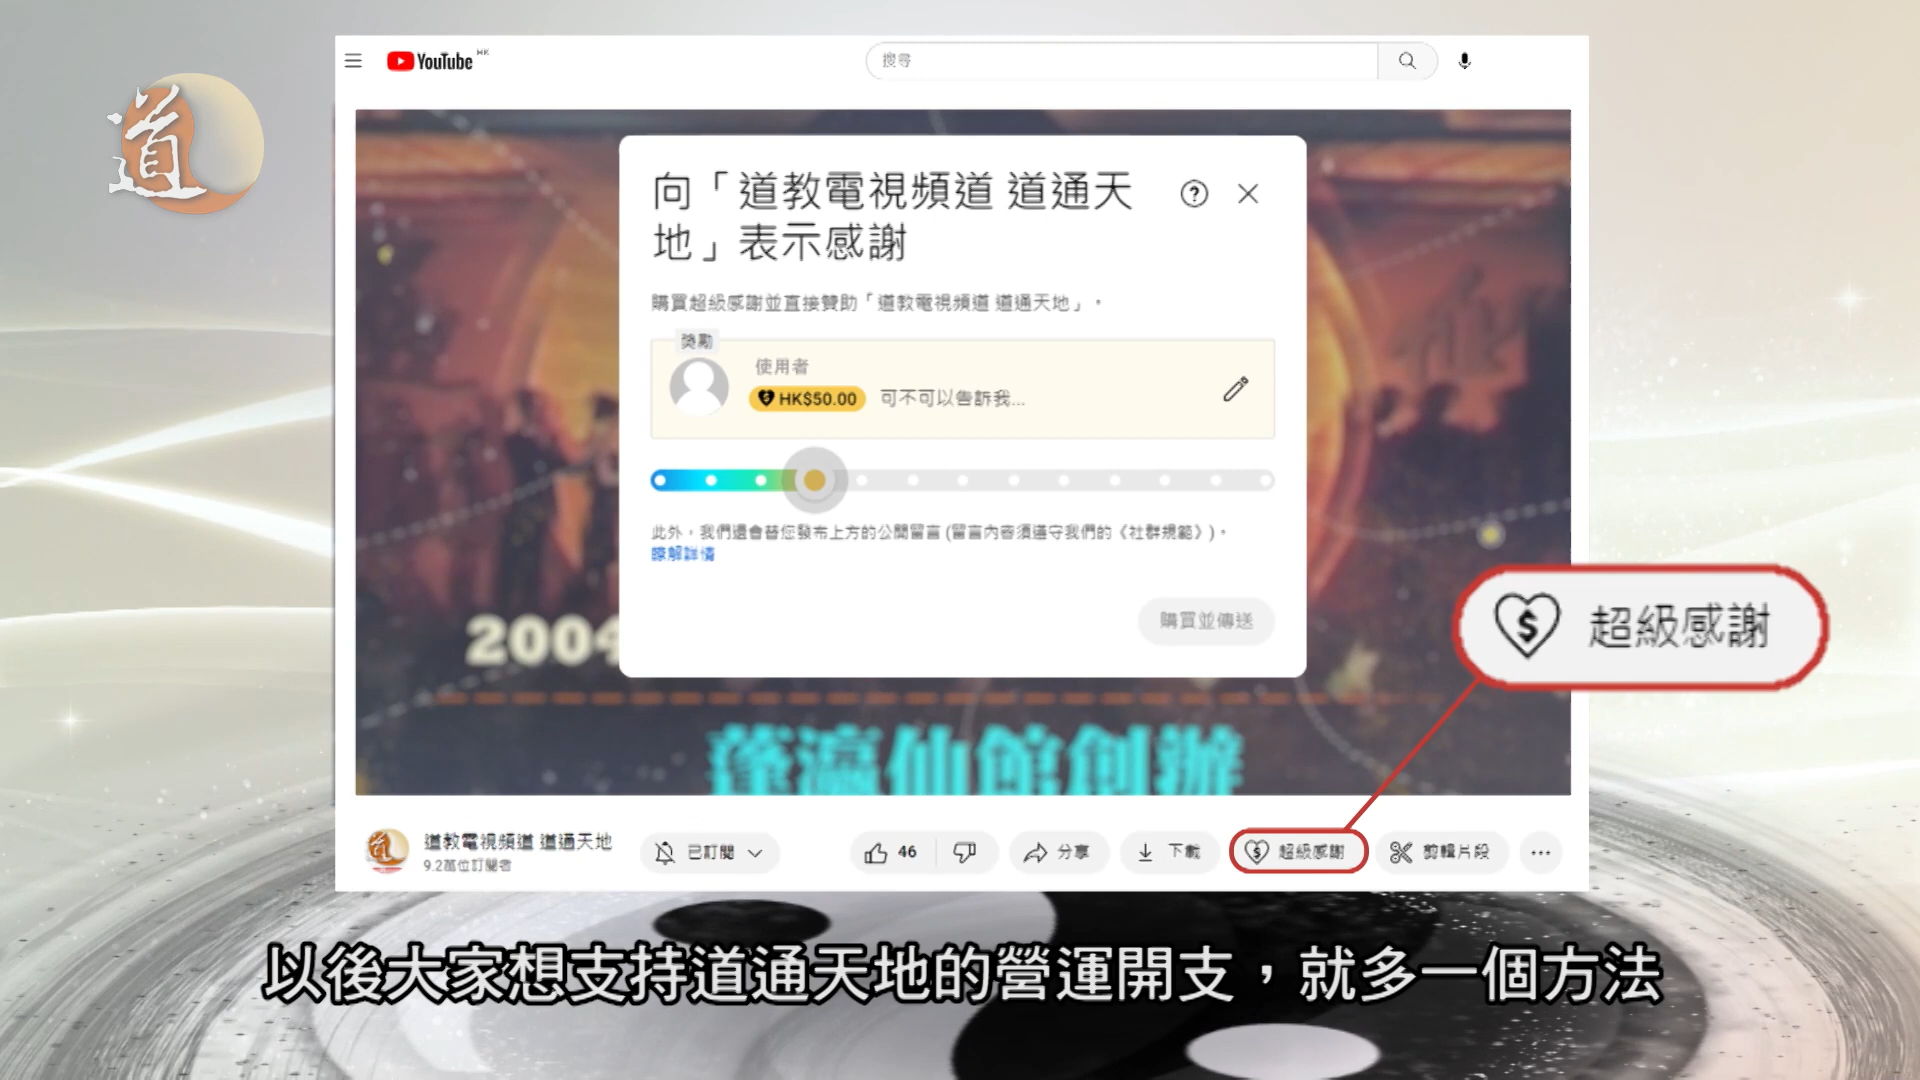 YouTube HK
搜尋
道
向「道教電視頻道 道通天
地」表示感謝
購買超級感謝並直接贊助「道教電視頻道 道通天地」。
獎勵
使用者
HK$50.00 可不可以告訴我...
此外，我們還會替您發布上方的公開留言 (留言內容須遵守我們的《社群規範》)。
瞭解詳情
購買並傳送
2004
超級感謝
蓬瀛仙館創辦
道教電視頻道 道通天地
9.2萬位訂閱者
已訂閱
46
分享
下載
超級感謝
剪輯片段
以後大家想支持道通天地的營運開支，就多一個方法